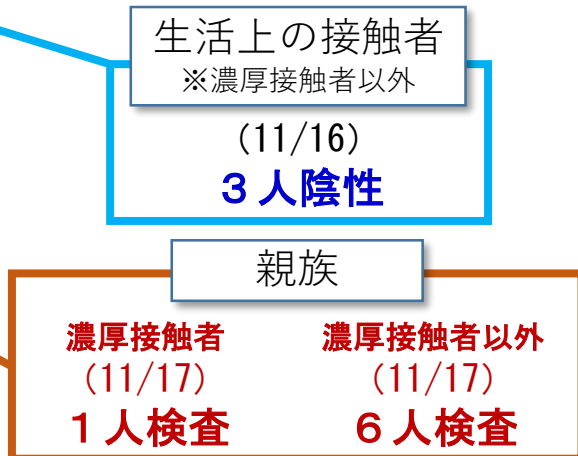 生活上の接触者
※濃厚接触者以外
(11/16)
３人陰性
親族
濃厚接触者 濃厚接触者以外
(11/17) (11/17)
１人検査 ６人検査